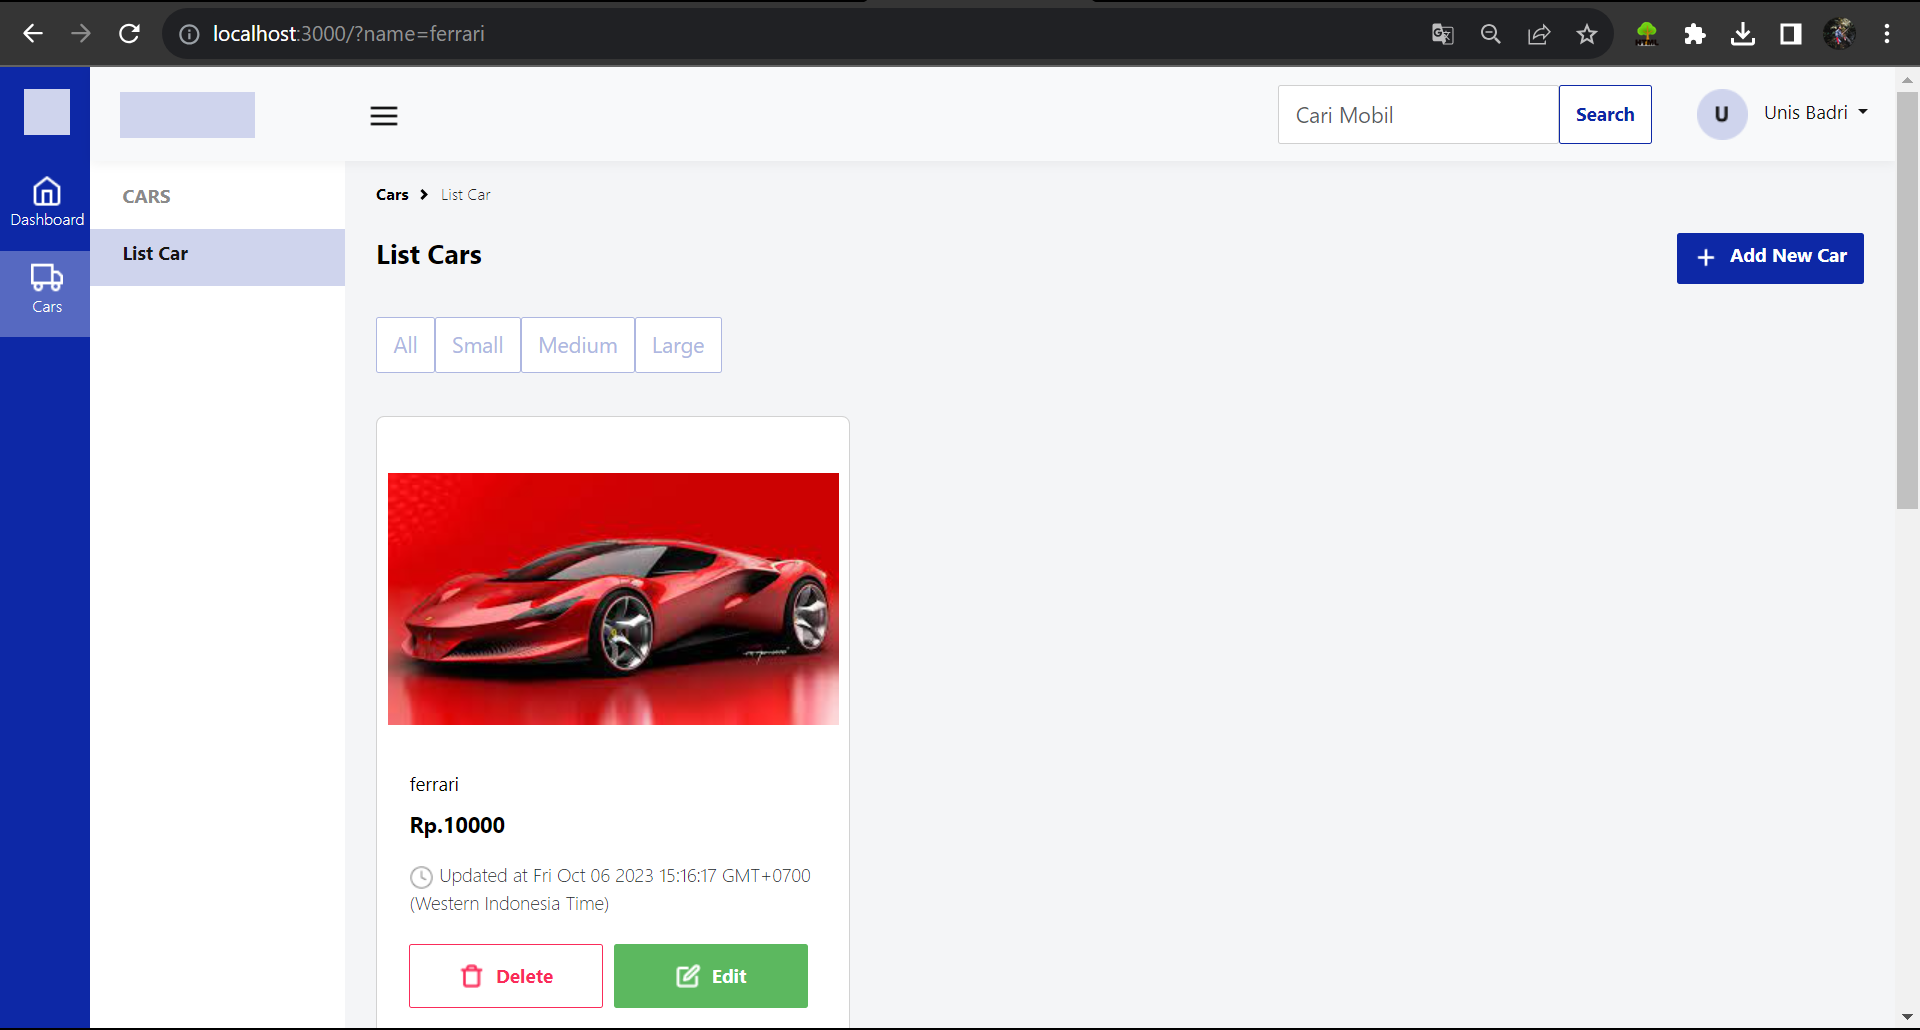 localhost:3000/?name=ferrari
Cari Mobil
Search
U
Unis Badri
Dashboard
Cars
CARS
List Car
Cars
List Car
List Cars
Add New Car
All
Small
Medium
Large
ferrari
Rp.10000
Updated at Fri Oct 06 2023 15:16:17 GMT+0700
(Western Indonesia Time)
Delete
Edit